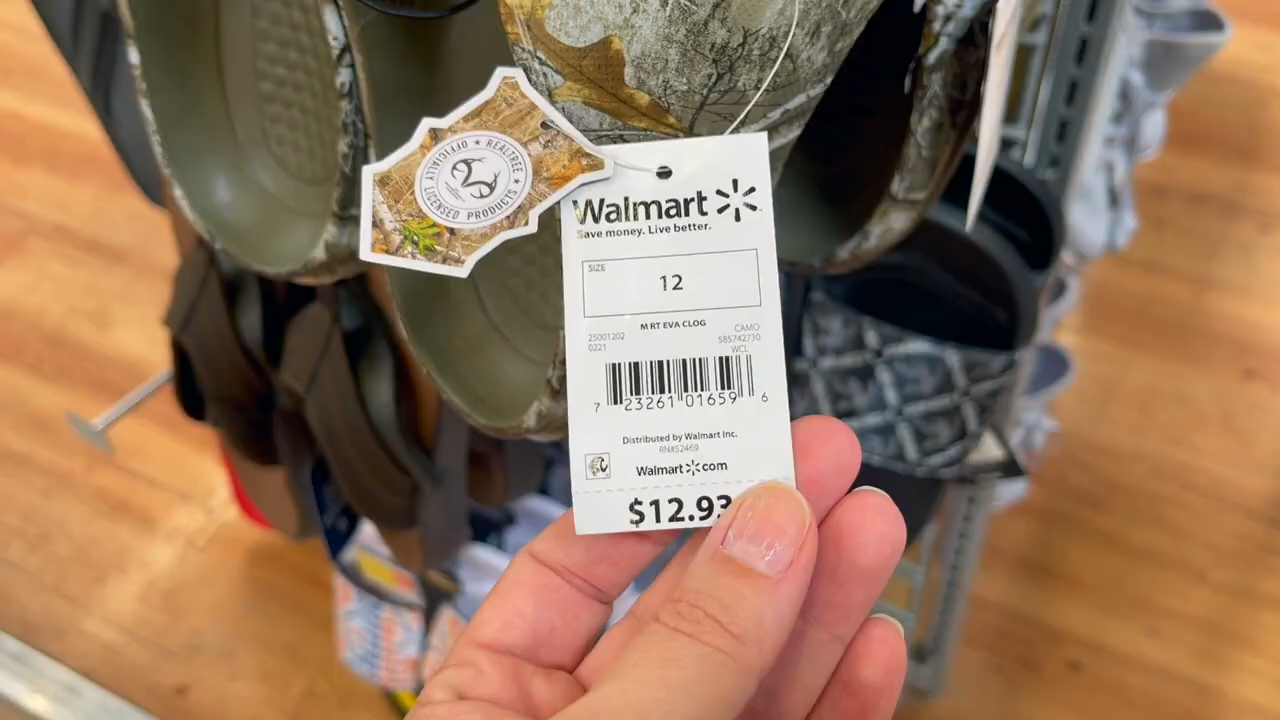 REALTREE
OFFICIALLY LICENSED PRODUCTS
Walmart
Save money. Live better.
SIZE
12
M RT EVA CLOG
25001202 CAMO
0221 585742730
WCL
7 23261 01659 6
Distributed by Walmart Inc.
RN#52469
Walmart com
$12.93